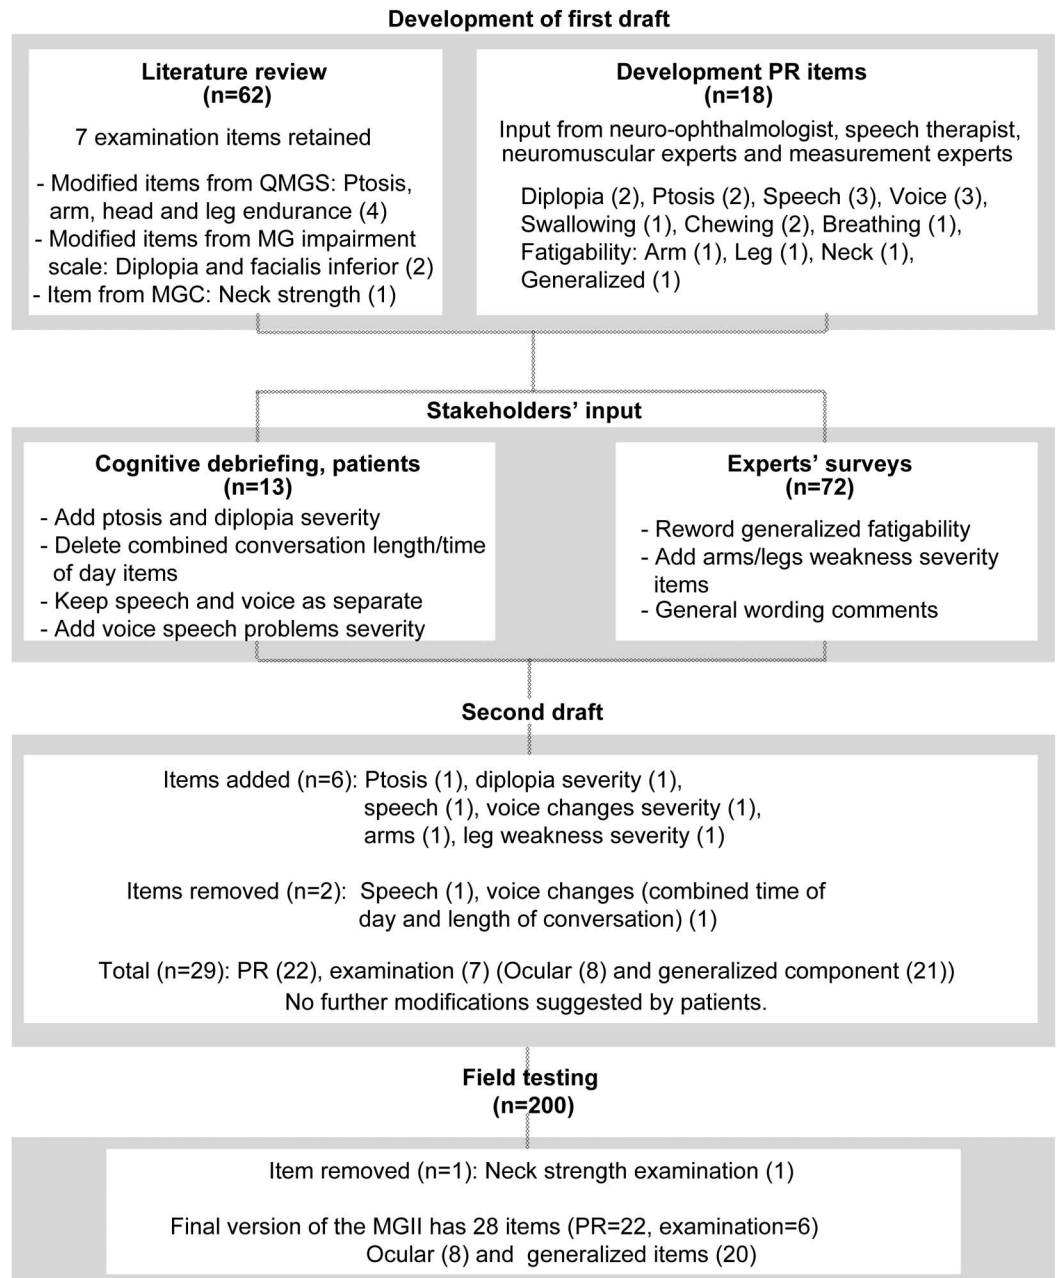 Development of first draft
Literature review
(n=62)
7 examination items retained
- Modified items from QMGS: Ptosis,
arm, head and leg endurance (4)
- Modified items from MG impairment
scale: Diplopia and facialis inferior (2)
- Item from MGC: Neck strength (1)
Development PR items
(n=18)
Input from neuro-ophthalmologist, speech therapist,
neuromuscular experts and measurement experts
Diplopia (2), Ptosis (2), Speech (3), Voice (3),
Swallowing (1), Chewing (2), Breathing (1),
Fatigability: Arm (1), Leg (1), Neck (1),
Generalized (1)
Stakeholders’ input
Cognitive debriefing, patients
(n=13)
- Add ptosis and diplopia severity
- Delete combined conversation length/time
of day items
- Keep speech and voice as separate
- Add voice speech problems severity
Experts’ surveys
(n=72)
- Reword generalized fatigability
- Add arms/legs weakness severity
items
- General wording comments
Second draft
Items added (n=6): Ptosis (1), diplopia severity (1),
speech (1), voice changes severity (1),
arms (1), leg weakness severity (1)
Items removed (n=2): Speech (1), voice changes (combined time of
day and length of conversation) (1)
Total (n=29): PR (22), examination (7) (Ocular (8) and generalized component (21))
No further modifications suggested by patients.
Field testing
(n=200)
Item removed (n=1): Neck strength examination (1)
Final version of the MGII has 28 items (PR=22, examination=6)
Ocular (8) and generalized items (20)